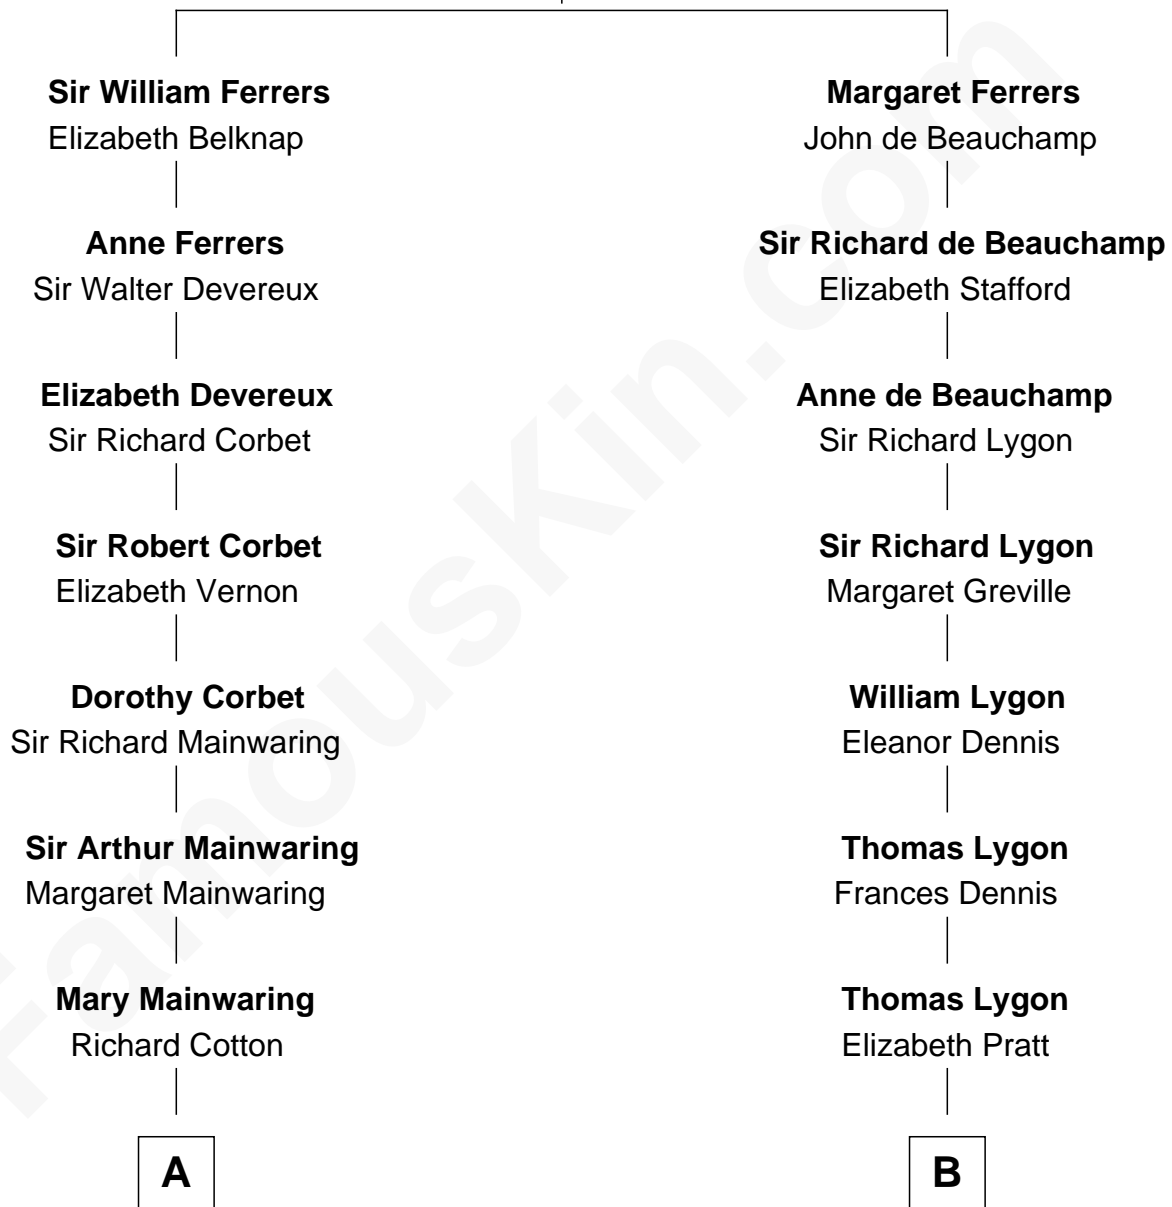 Sir William Ferrers
Elizabeth Belknap
Anne Ferrers
Sir Walter Devereux
Elizabeth Devereux
Sir Richard Corbet
Sir Robert Corbet
Elizabeth Vernon
Dorothy Corbet
Sir Richard Mainwaring
Sir Arthur Mainwaring
Margaret Mainwaring
Mary Mainwaring
Richard Cotton
A
Margaret Ferrers
John de Beauchamp
Sir Richard de Beauchamp
Elizabeth Stafford
Anne de Beauchamp
Sir Richard Lygon
Sir Richard Lygon
Margaret Greville
William Lygon
Eleanor Dennis
Thomas Lygon
Frances Dennis
Thomas Lygon
Elizabeth Pratt
B
FamousKin.com